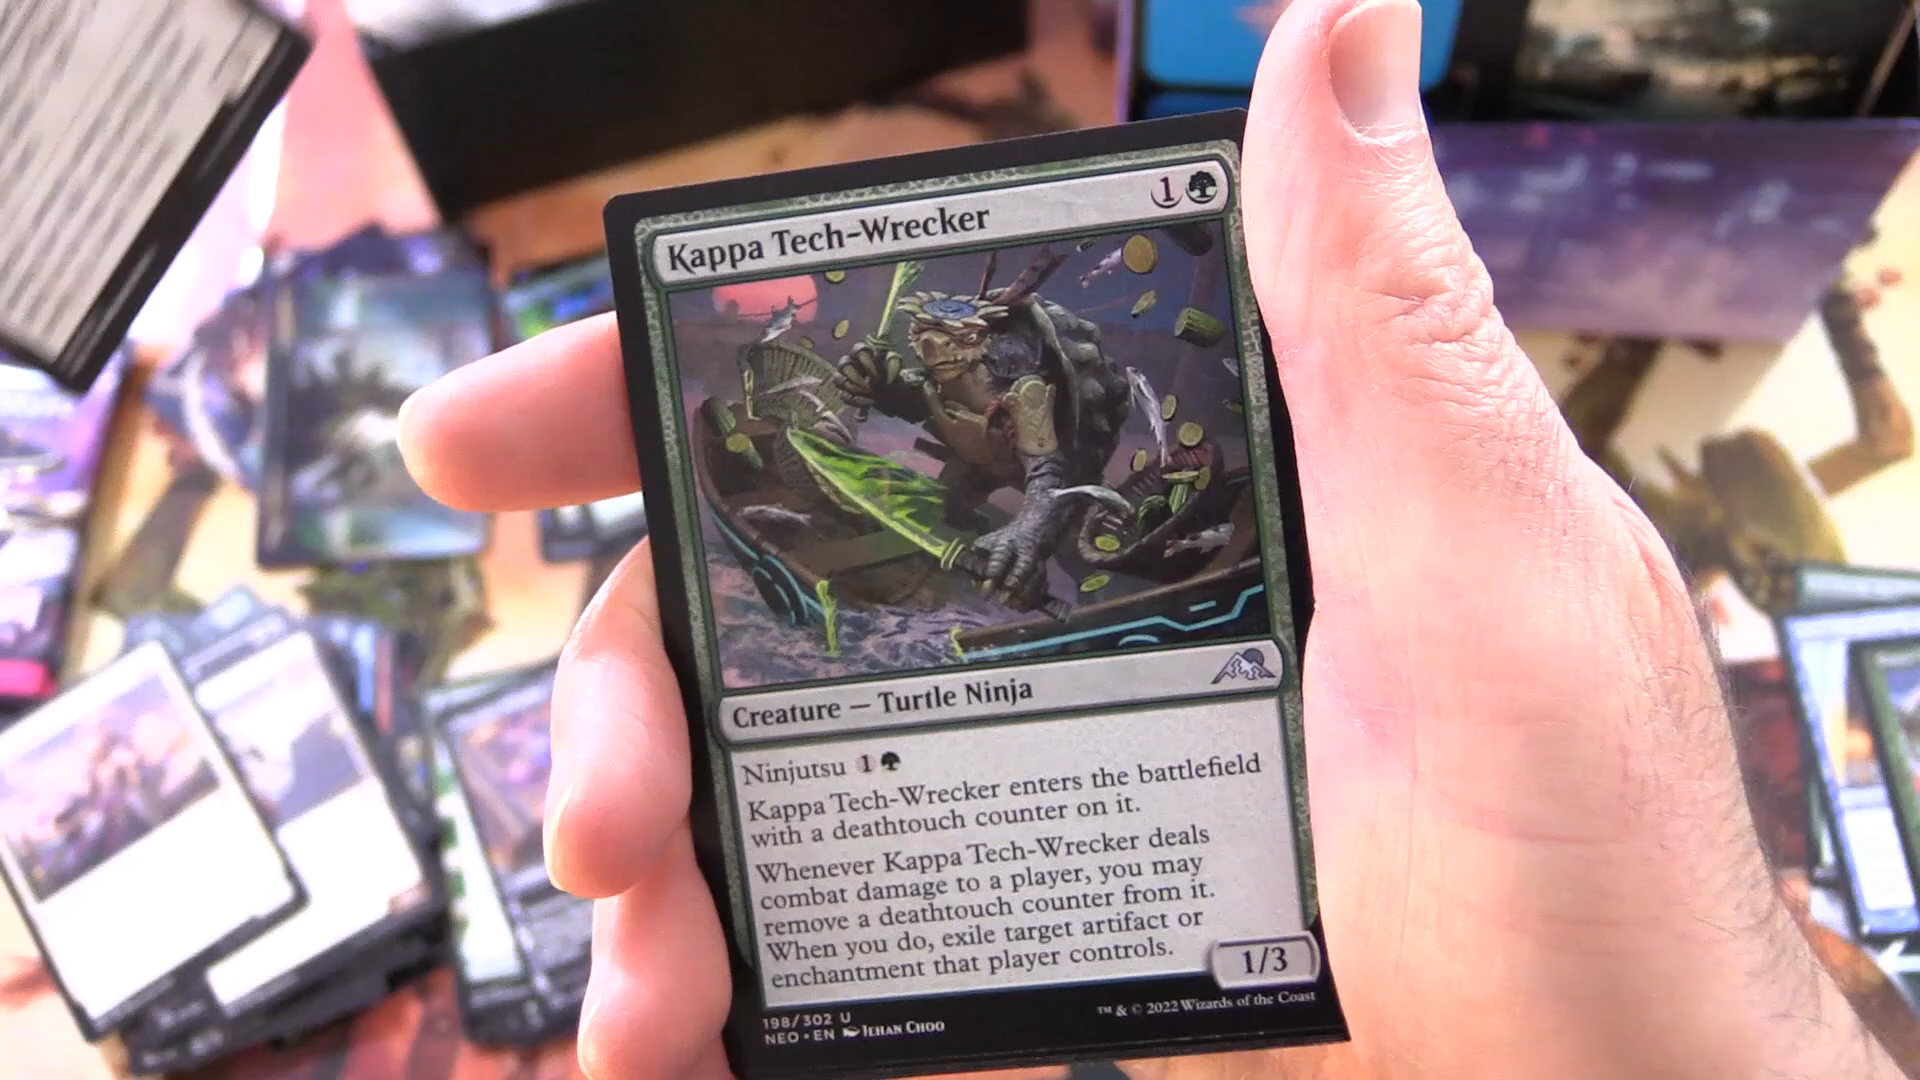 Kappa Tech-Wrecker 1
Creature — Turtle Ninja
Ninjutsu 1
Kappa Tech-Wrecker enters the battlefield
with a deathtouch counter on it.
Whenever Kappa Tech-Wrecker deals
combat damage to a player, you may
remove a deathtouch counter from it.
When you do, exile target artifact or
enchantment that player controls.
1/3
198/302 U
NEO • EN Jehan Choo
™ & © 2022 Wizards of the Coast